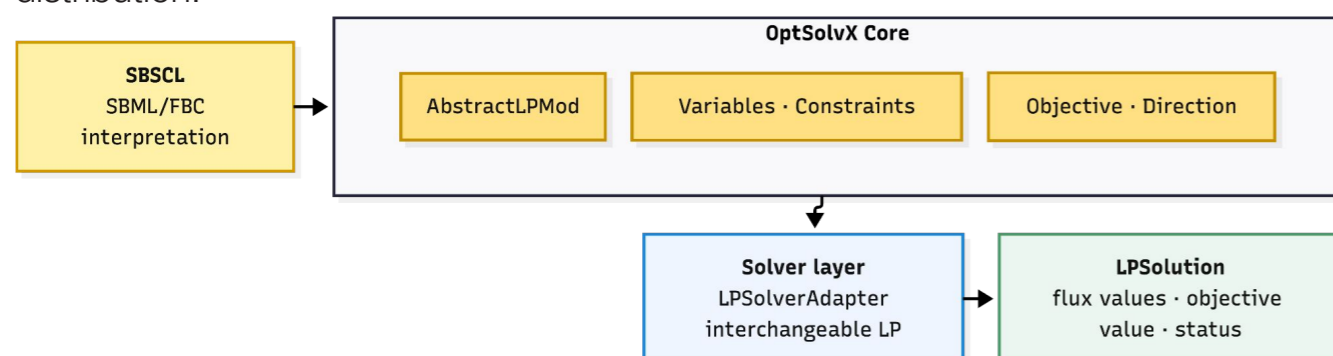 distribution.
OptSolvX Core
SBSCL
SBML/FBC
interpretation
AbstractLPMod
Variables · Constraints
Objective · Direction
Solver layer
LPSolverAdapter
interchangeable LP
LPSolution
flux values · objective
value · status